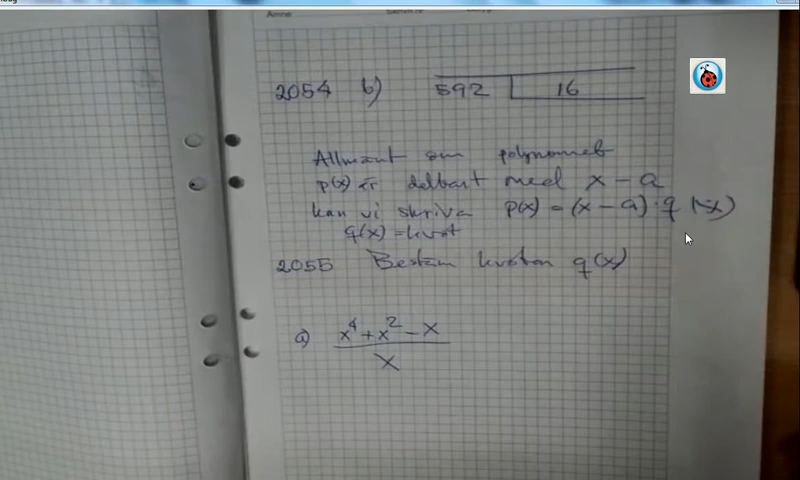 2054 b) 592 16
Allmänt om polynomet
p(x) är delbart med x - a
kan vi skriva p(x) = (x - a) · q(x)
q(x) = kvot
2055 Bestäm kvoten q(x)
a) x⁴ + x² - x
x